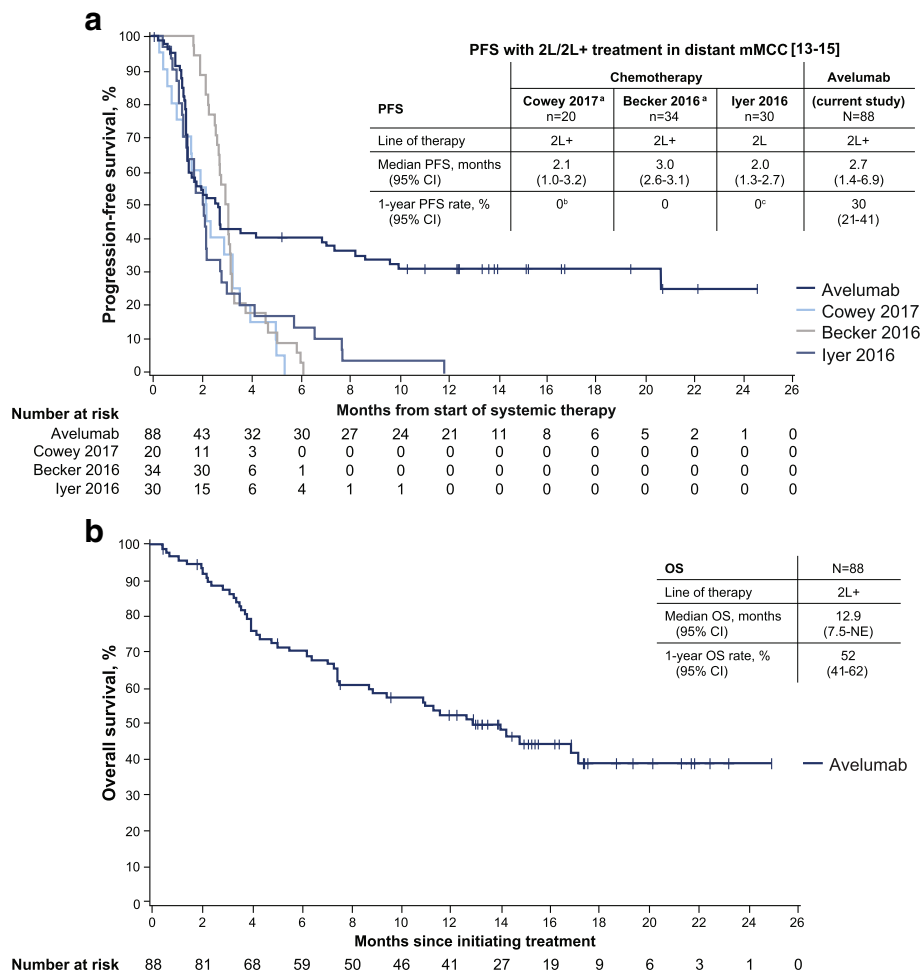 a
PFS with 2L/2L+ treatment in distant mMCC [13-15]
Chemotherapy Avelumab
PFS Cowey 2017ᵃ Becker 2016ᵃ Iyer 2016 (current study)
n=20 n=34 n=30 N=88
Line of therapy 2L+ 2L+ 2L 2L+
Median PFS, months 2.1 3.0 2.0 2.7
(95% CI) (1.0-3.2) (2.6-3.1) (1.3-2.7) (1.4-6.9)
1-year PFS rate, % 0ᵇ 0 0ᶜ 30
(95% CI) (21-41)
Progression-free survival, %
100
90
80
70
60
50
40
30
20
10
0
Avelumab
Cowey 2017
Becker 2016
Iyer 2016
0 2 4 6 8 10 12 14 16 18 20 22 24 26
Months from start of systemic therapy
Number at risk
Avelumab 88 43 32 30 27 24 21 11 8 6 5 2 1 0
Cowey 2017 20 11 3 0 0 0 0 0 0 0 0 0 0 0
Becker 2016 34 30 6 1 0 0 0 0 0 0 0 0 0 0
Iyer 2016 30 15 6 4 1 1 0 0 0 0 0 0 0 0
b
OS N=88
Line of therapy 2L+
Median OS, months 12.9
(95% CI) (7.5-NE)
1-year OS rate, % 52
(95% CI) (41-62)
Overall survival, %
100
90
80
70
60
50
40
30
20
10
0
Avelumab
0 2 4 6 8 10 12 14 16 18 20 22 24 26
Months since initiating treatment
Number at risk 88 81 68 59 50 46 41 27 19 9 6 3 1 0